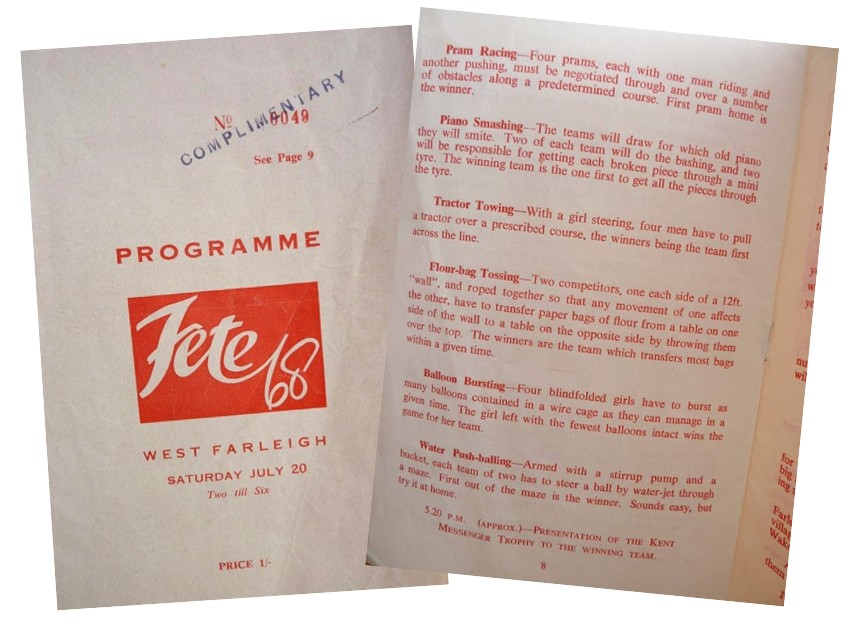 Nº 0049
COMPLIMENTARY
See Page 9
PROGRAMME
Fete 68
WEST FARLEIGH
SATURDAY JULY 20
Two till Six
PRICE 1/-
Pram Racing—Four prams, each with one man riding and
another pushing, must be negotiated through and over a number
of obstacles along a predetermined course. First pram home is
the winner.
Piano Smashing—The teams will draw for which old piano
they will smite. Two of each team will do the bashing, and two
will be responsible for getting each broken piece through a mini
tyre. The winning team is the one first to get all the pieces through
the tyre.
Tractor Towing—With a girl steering, four men have to pull
a tractor over a prescribed course, the winners being the team first
across the line.
Flour-bag Tossing—Two competitors, one each side of a 12ft.
"wall", and roped together so that any movement of one affects
the other, have to transfer paper bags of flour from a table on one
side of the wall to a table on the opposite side by throwing them
over the top. The winners are the team which transfers most bags
within a given time.
Balloon Bursting—Four blindfolded girls have to burst as
many balloons contained in a wire cage as they can manage in a
given time. The girl left with the fewest balloons intact wins the
game for her team.
Water Push-balling—Armed with a stirrup pump and a
bucket, each team of two has to steer a ball by water-jet through
a maze. First out of the maze is the winner. Sounds easy, but
try it at home.
5.20 P.M. (APPROX.)—PRESENTATION OF THE KENT
MESSENGER TROPHY TO THE WINNING TEAM.
8
for
big
them